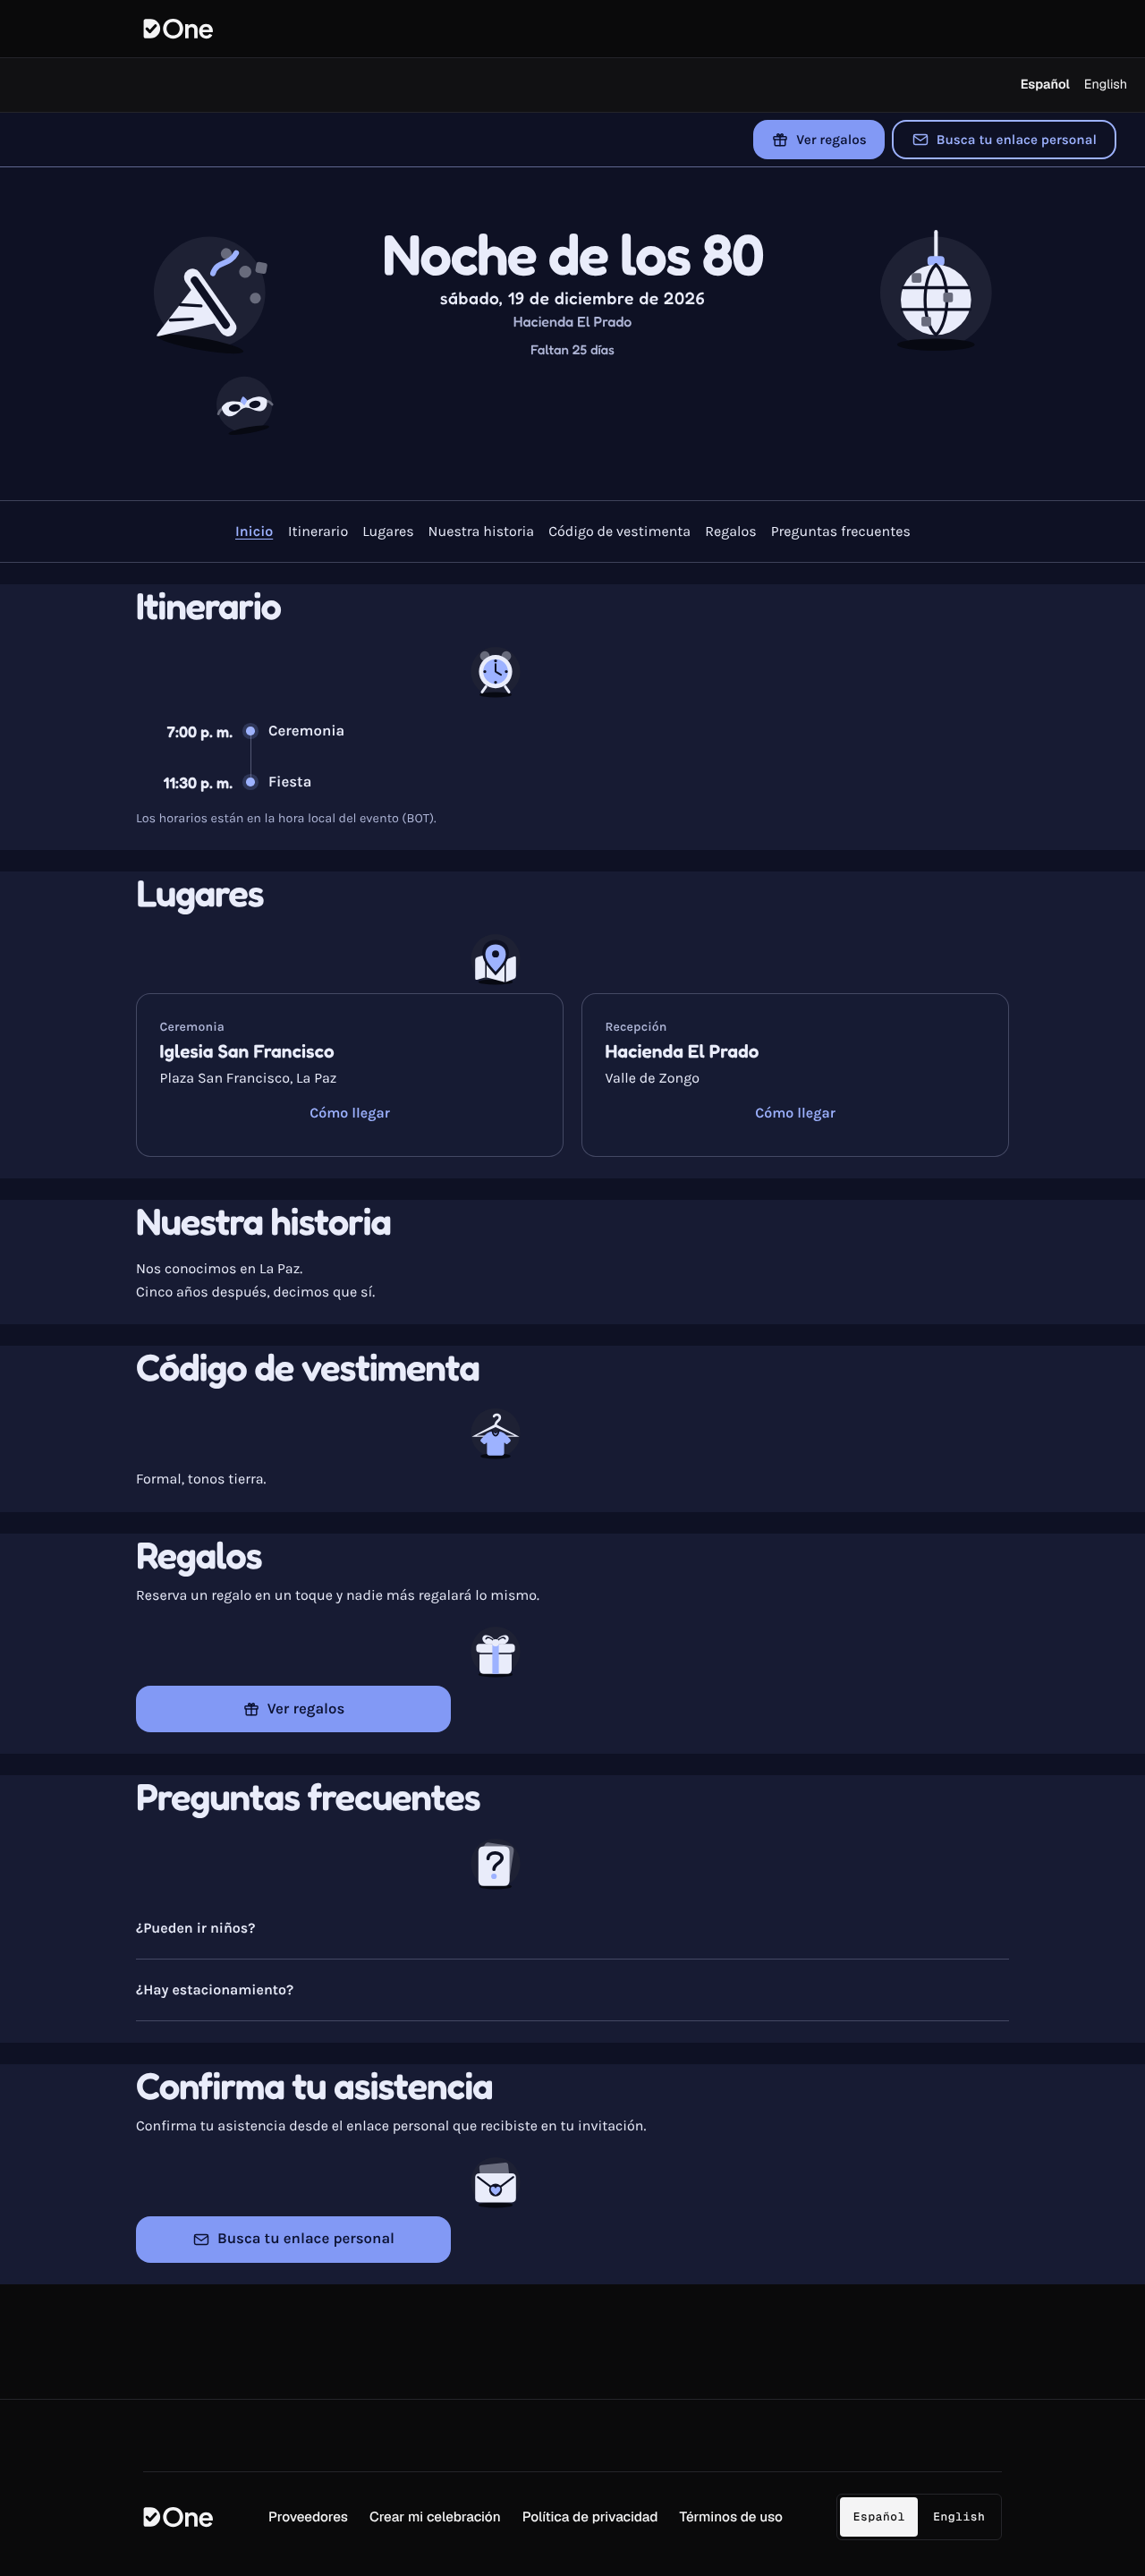 One
Español English
Ver regalos Busca tu enlace personal
Noche de los 80
sábado, 19 de diciembre de 2026
Hacienda El Prado
Faltan 25 días
Inicio Itinerario Lugares Nuestra historia Código de vestimenta Regalos Preguntas frecuentes
Itinerario
7:00 p. m. Ceremonia
11:30 p. m. Fiesta
Los horarios están en la hora local del evento (BOT).
Lugares
Ceremonia
Iglesia San Francisco
Plaza San Francisco, La Paz
Cómo llegar
Recepción
Hacienda El Prado
Valle de Zongo
Cómo llegar
Nuestra historia
Nos conocimos en La Paz.
Cinco años después, decimos que sí.
Código de vestimenta
Formal, tonos tierra.
Regalos
Reserva un regalo en un toque y nadie más regalará lo mismo.
Ver regalos
Preguntas frecuentes
?
¿Pueden ir niños?
¿Hay estacionamiento?
Confirma tu asistencia
Confirma tu asistencia desde el enlace personal que recibiste en tu invitación.
Busca tu enlace personal
One Proveedores Crear mi celebración Política de privacidad Términos de uso Español English